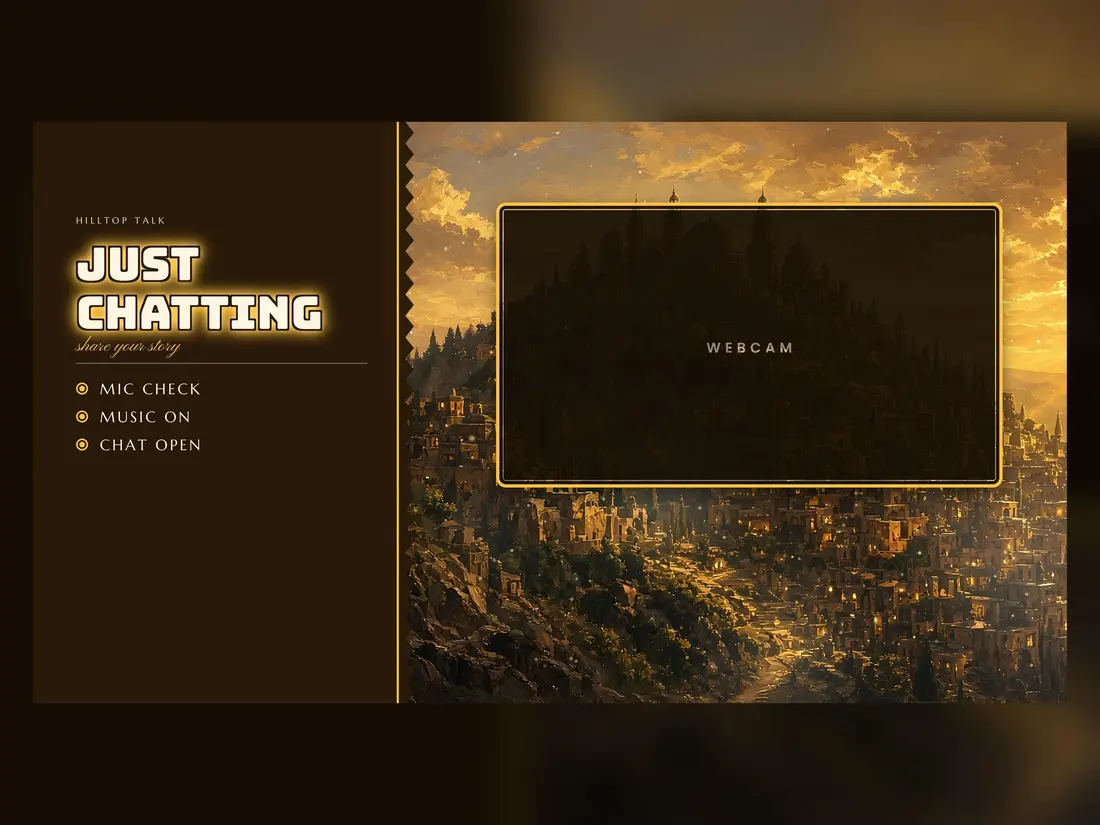 HILLTOP TALK
JUST
CHATTING
share your story
MIC CHECK
MUSIC ON
CHAT OPEN
WEBCAM